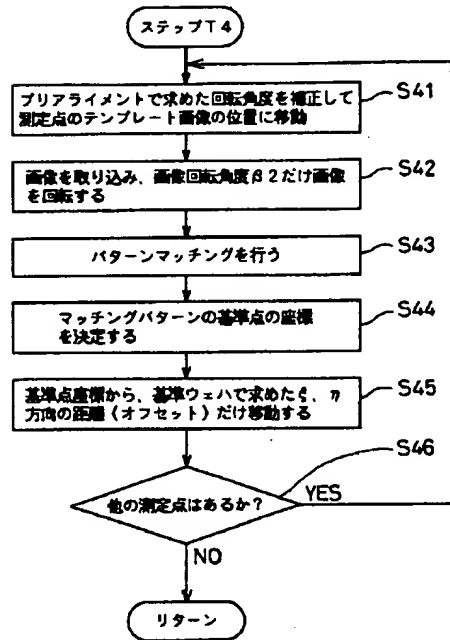 ステップT4
プリアライメントで求めた回転角度を補正して
測定点のテンプレート画像の位置に移動
S41
画像を取り込み、画像回転角度β2だけ画像
を回転する
S42
パターンマッチングを行う
S43
マッチングパターンの基準点の座標
を決定する
S44
基準点座標から、基準ウェハで求めたξ、η
方向の距離(オフセット)だけ移動する
S45
他の測定点はあるか?
S46
YES
NO
リターン